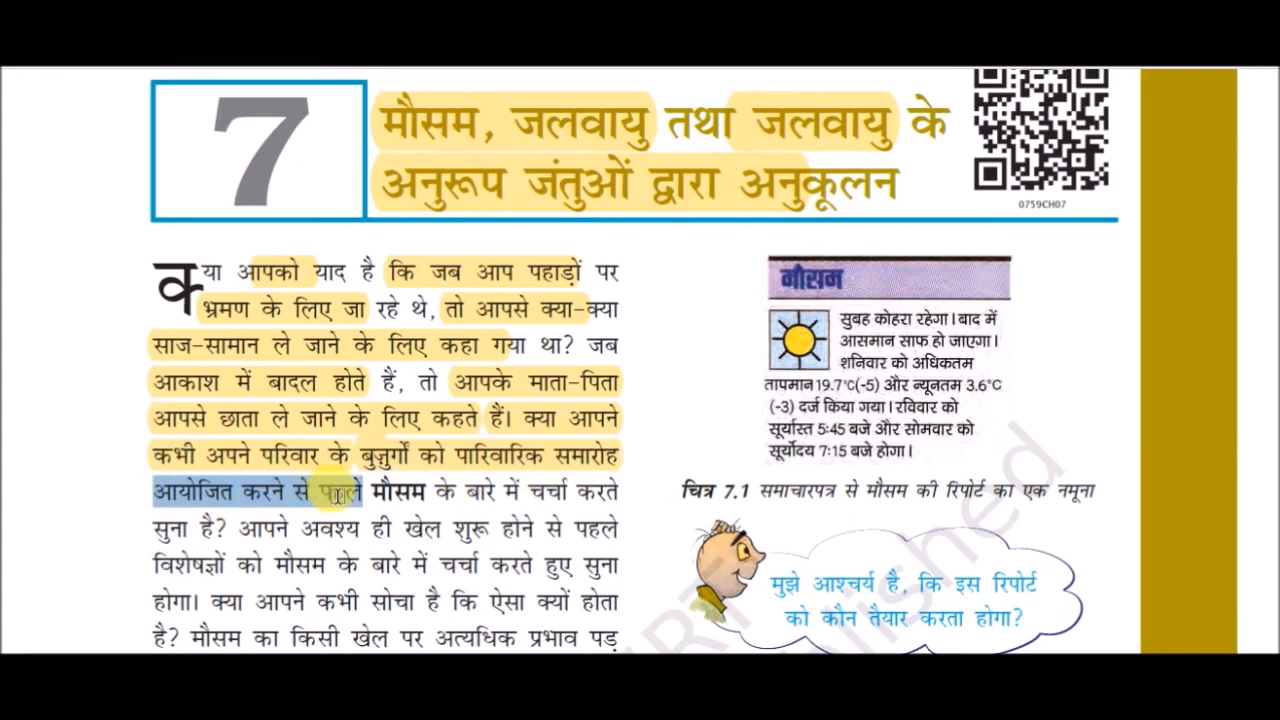 7
मौसम, जलवायु तथा जलवायु के
अनुरूप जंतुओं द्वारा अनुकूलन
0759CH07
क्या आपको याद है कि जब आप पहाड़ों पर
भ्रमण के लिए जा रहे थे, तो आपसे क्या-क्या
साज-सामान ले जाने के लिए कहा गया था? जब
आकाश में बादल होते हैं, तो आपके माता-पिता
आपसे छाता ले जाने के लिए कहते हैं। क्या आपने
कभी अपने परिवार के बुज़ुर्गों को पारिवारिक समारोह
आयोजित करने से पहले मौसम के बारे में चर्चा करते
सुना है? आपने अवश्य ही खेल शुरू होने से पहले
विशेषज्ञों को मौसम के बारे में चर्चा करते हुए सुना
होगा। क्या आपने कभी सोचा है कि ऐसा क्यों होता
है? मौसम का किसी खेल पर अत्यधिक प्रभाव पड़
मौसम
सुबह कोहरा रहेगा। बाद में
आसमान साफ हो जाएगा।
शनिवार को अधिकतम
तापमान 19.7°C (-5) और न्यूनतम 3.6°C
(-3) दर्ज किया गया। रविवार को
सूर्यास्त 5:45 बजे और सोमवार को
सूर्योदय 7:15 बजे होगा।
चित्र 7.1 समाचारपत्र से मौसम की रिपोर्ट का एक नमूना
मुझे आश्चर्य है, कि इस रिपोर्ट
को कौन तैयार करता होगा?